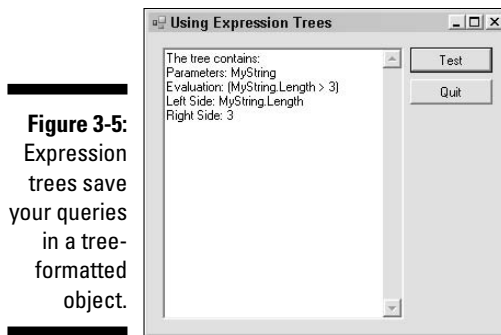 Figure 3-5:
Expression
trees save
your queries
in a tree-
formatted
object.
Using Expression Trees
The tree contains:
Parameters: MyString
Evaluation: (MyString.Length > 3)
Left Side: MyString.Length
Right Side: 3
Test
Quit